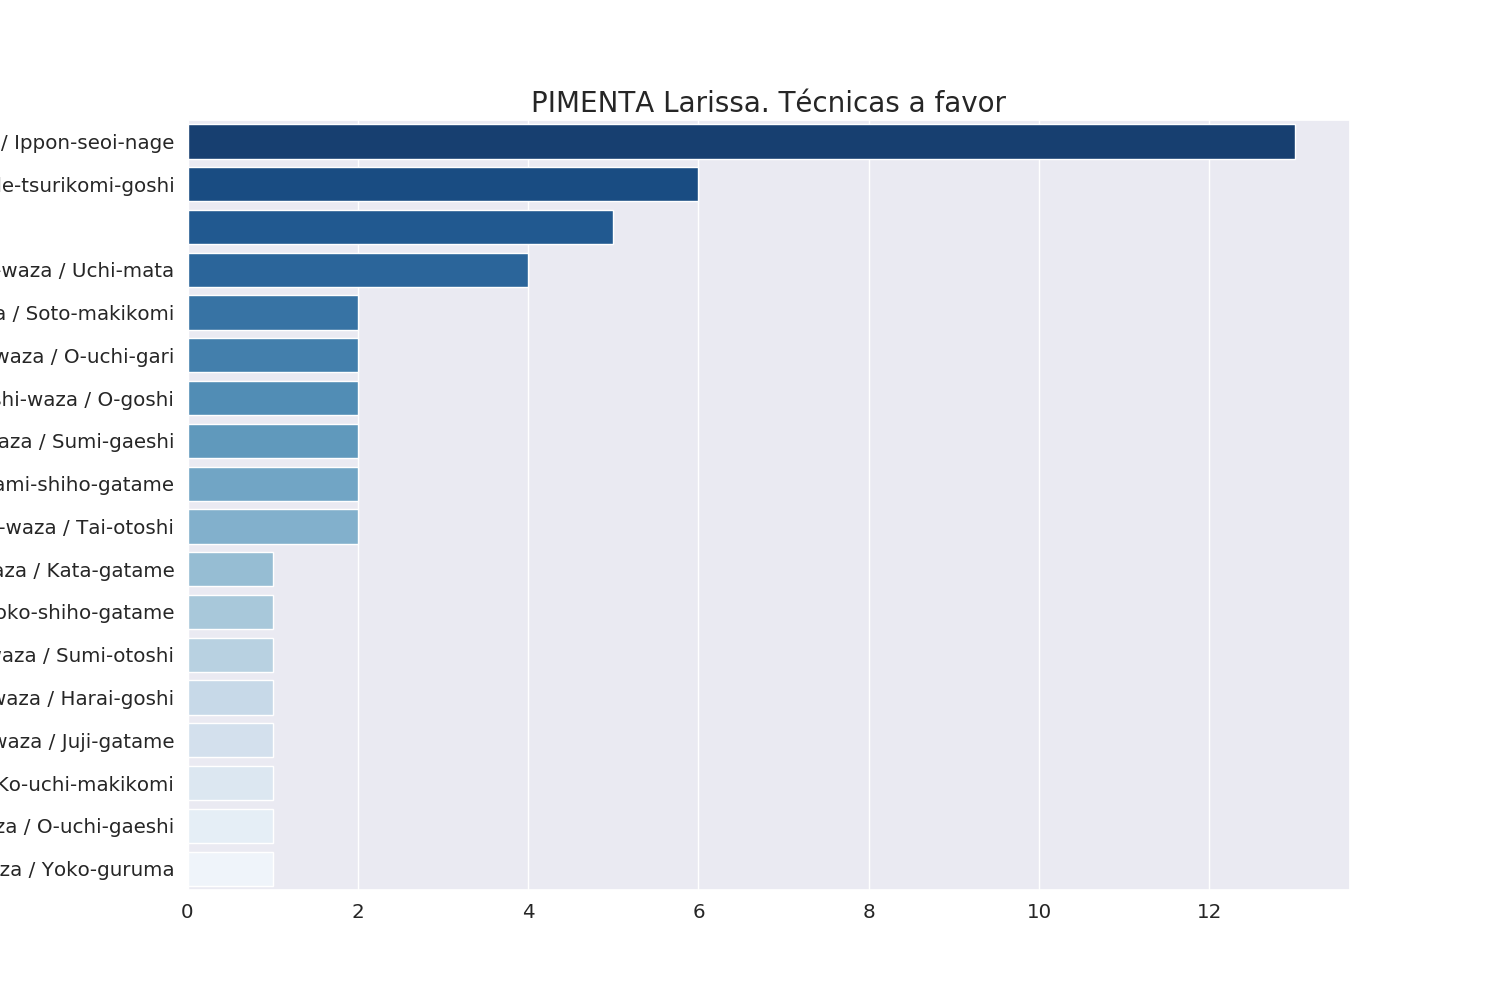 PIMENTA Larissa. Técnicas a favor
/ Ippon-seoi-nage
e-tsurikomi-goshi
-waza / Uchi-mata
a / Soto-makikomi
waza / O-uchi-gari
hi-waza / O-goshi
aza / Sumi-gaeshi
ami-shiho-gatame
-waza / Tai-otoshi
aza / Kata-gatame
oko-shiho-gatame
aza / Sumi-otoshi
waza / Harai-goshi
waza / Juji-gatame
Ko-uchi-makikomi
za / O-uchi-gaeshi
za / Yoko-guruma
0 2 4 6 8 10 12